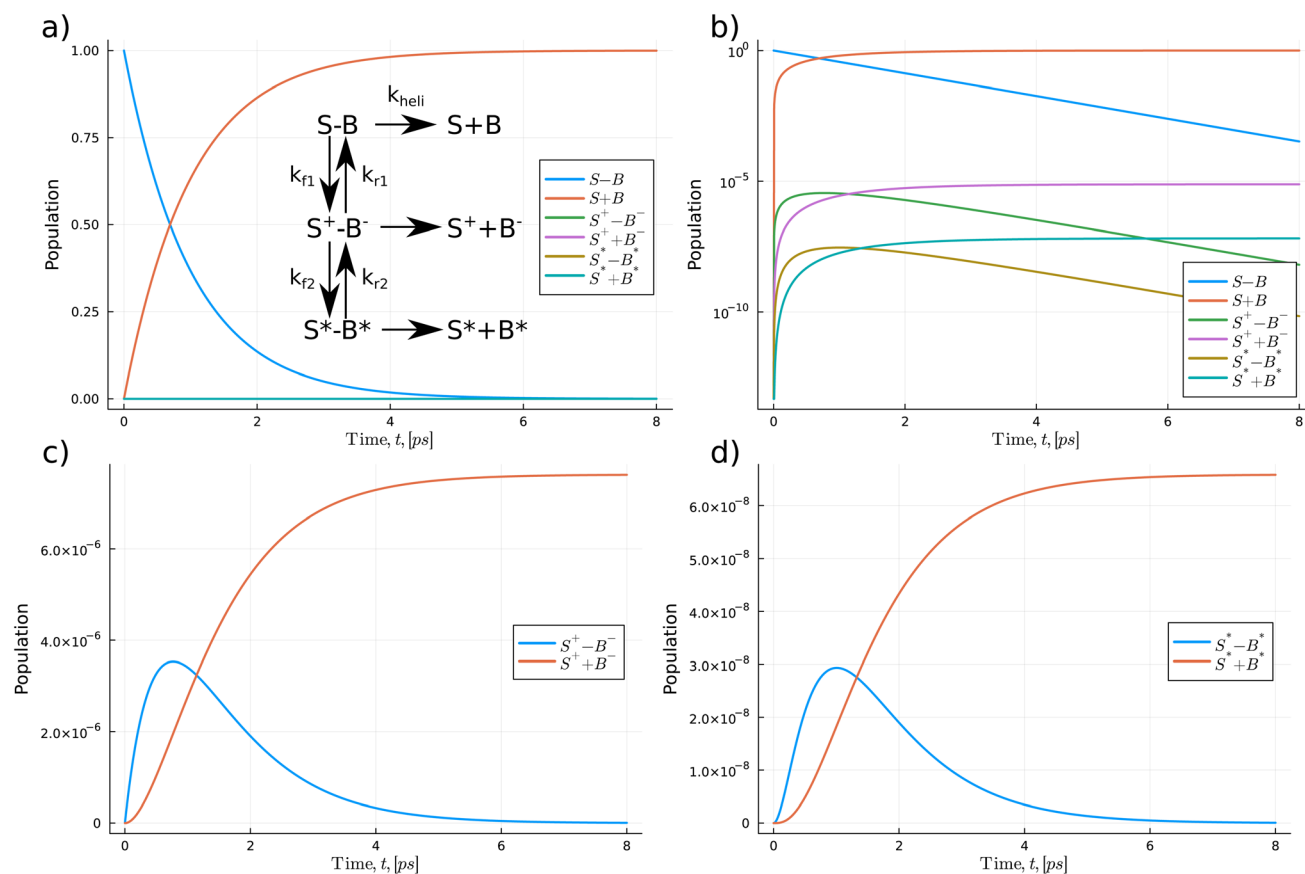 a)
1.00
0.75
0.50
0.25
0.00
Population
0 2 4 6 8
Time, t, [ps]
k_heli
S-B S+B
k_f1 k_r1
S⁺-B⁻ S⁺+B⁻
k_f2 k_r2
S*-B* S*+B*
S−B
S+B
S⁺−B⁻
S⁺+B⁻
S*−B*
S*+B*
b)
10⁰
10⁻⁵
10⁻¹⁰
Population
0 2 4 6 8
Time, t, [ps]
S−B
S+B
S⁺−B⁻
S⁺+B⁻
S*−B*
S*+B*
c)
6.0×10⁻⁶
4.0×10⁻⁶
2.0×10⁻⁶
0
Population
0 2 4 6 8
Time, t, [ps]
S⁺−B⁻
S⁺+B⁻
d)
6.0×10⁻⁸
5.0×10⁻⁸
4.0×10⁻⁸
3.0×10⁻⁸
2.0×10⁻⁸
1.0×10⁻⁸
0
Population
0 2 4 6 8
Time, t, [ps]
S*−B*
S*+B*